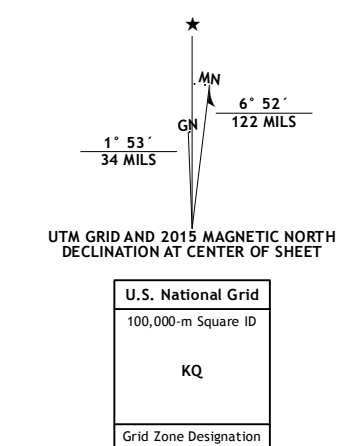 ★
MN
6° 52´
122 MILS
GN
1° 53´
34 MILS
UTM GRID AND 2015 MAGNETIC NORTH
DECLINATION AT CENTER OF SHEET
U.S. National Grid
100,000-m Square ID
KQ
Grid Zone Designation